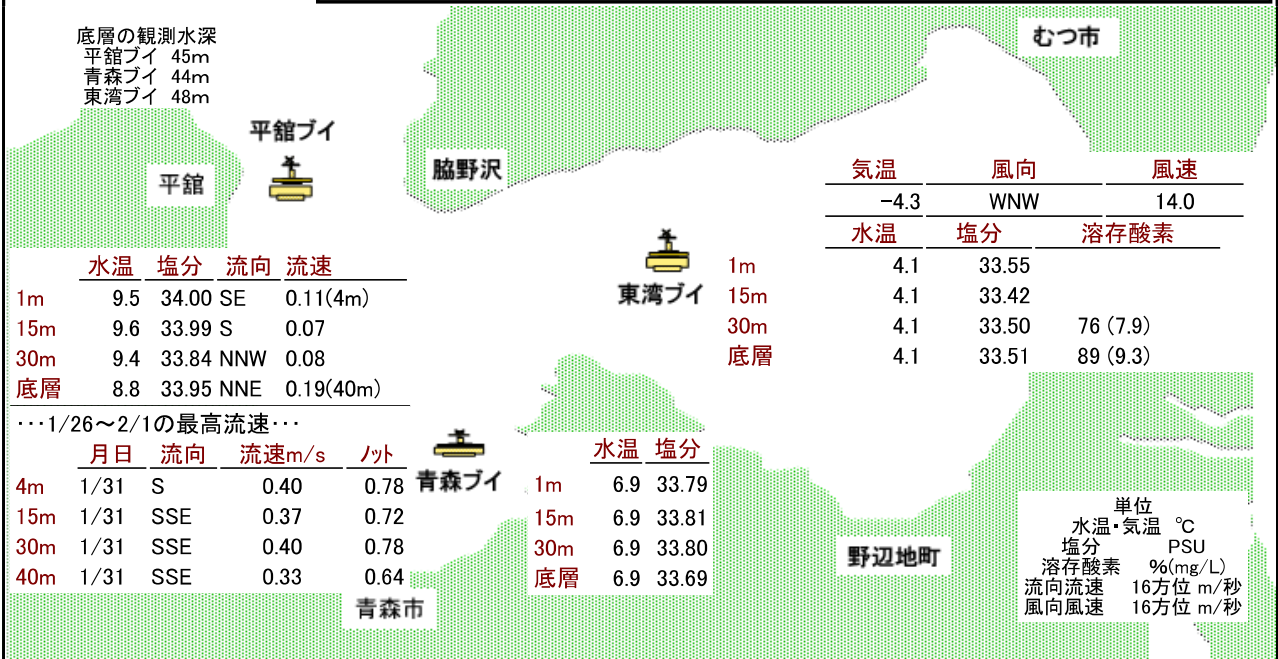 底層の観測水深
平舘ブイ 45m
青森ブイ 44m
東湾ブイ 48m
むつ市
平舘ブイ
平舘
脇野沢
気温 風向 風速
-4.3 WNW 14.0
水温 塩分 溶存酸素
1m 4.1 33.55
15m 4.1 33.42
30m 4.1 33.50 76 (7.9)
底層 4.1 33.51 89 (9.3)
東湾ブイ
水温 塩分 流向 流速
1m 9.5 34.00 SE 0.11(4m)
15m 9.6 33.99 S 0.07
30m 9.4 33.84 NNW 0.08
底層 8.8 33.95 NNE 0.19(40m)
…1/26～2/1の最高流速…
月日 流向 流速m/s ノット
4m 1/31 S 0.40 0.78
15m 1/31 SSE 0.37 0.72
30m 1/31 SSE 0.40 0.78
40m 1/31 SSE 0.33 0.64
青森ブイ
水温 塩分
1m 6.9 33.79
15m 6.9 33.81
30m 6.9 33.80
底層 6.9 33.69
青森市
野辺地町
単位
水温・気温 ℃
塩分 PSU
溶存酸素 %(mg/L)
流向流速 16方位 m/秒
風向風速 16方位 m/秒